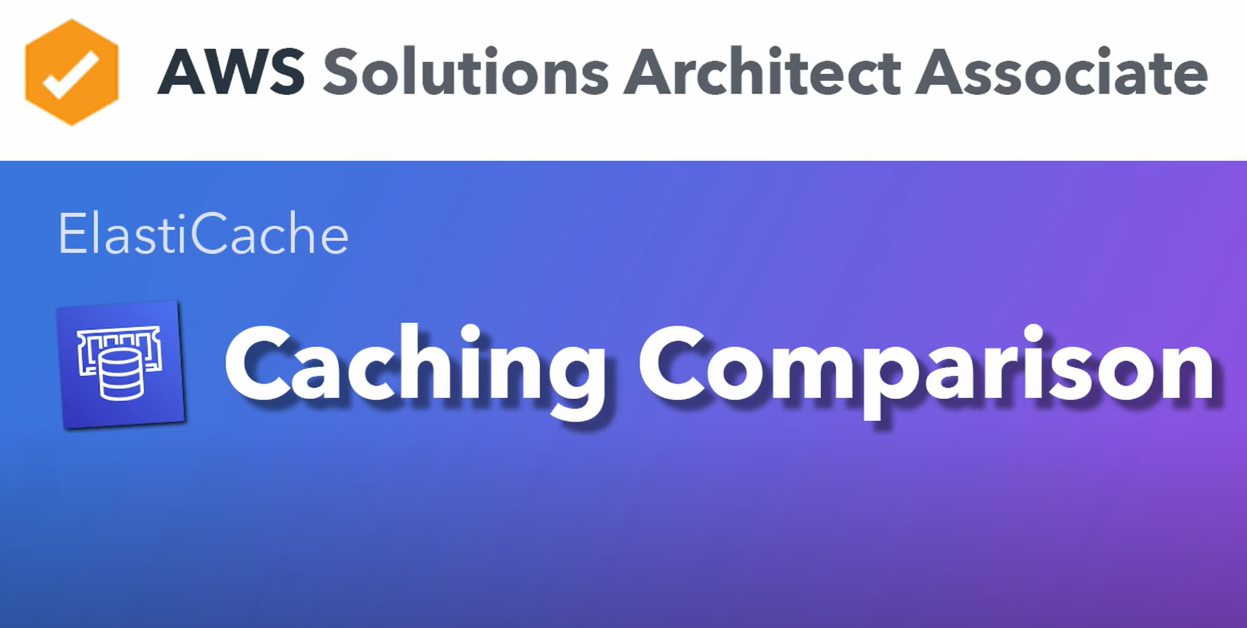 AWS Solutions Architect Associate
ElastiCache
Caching Comparison